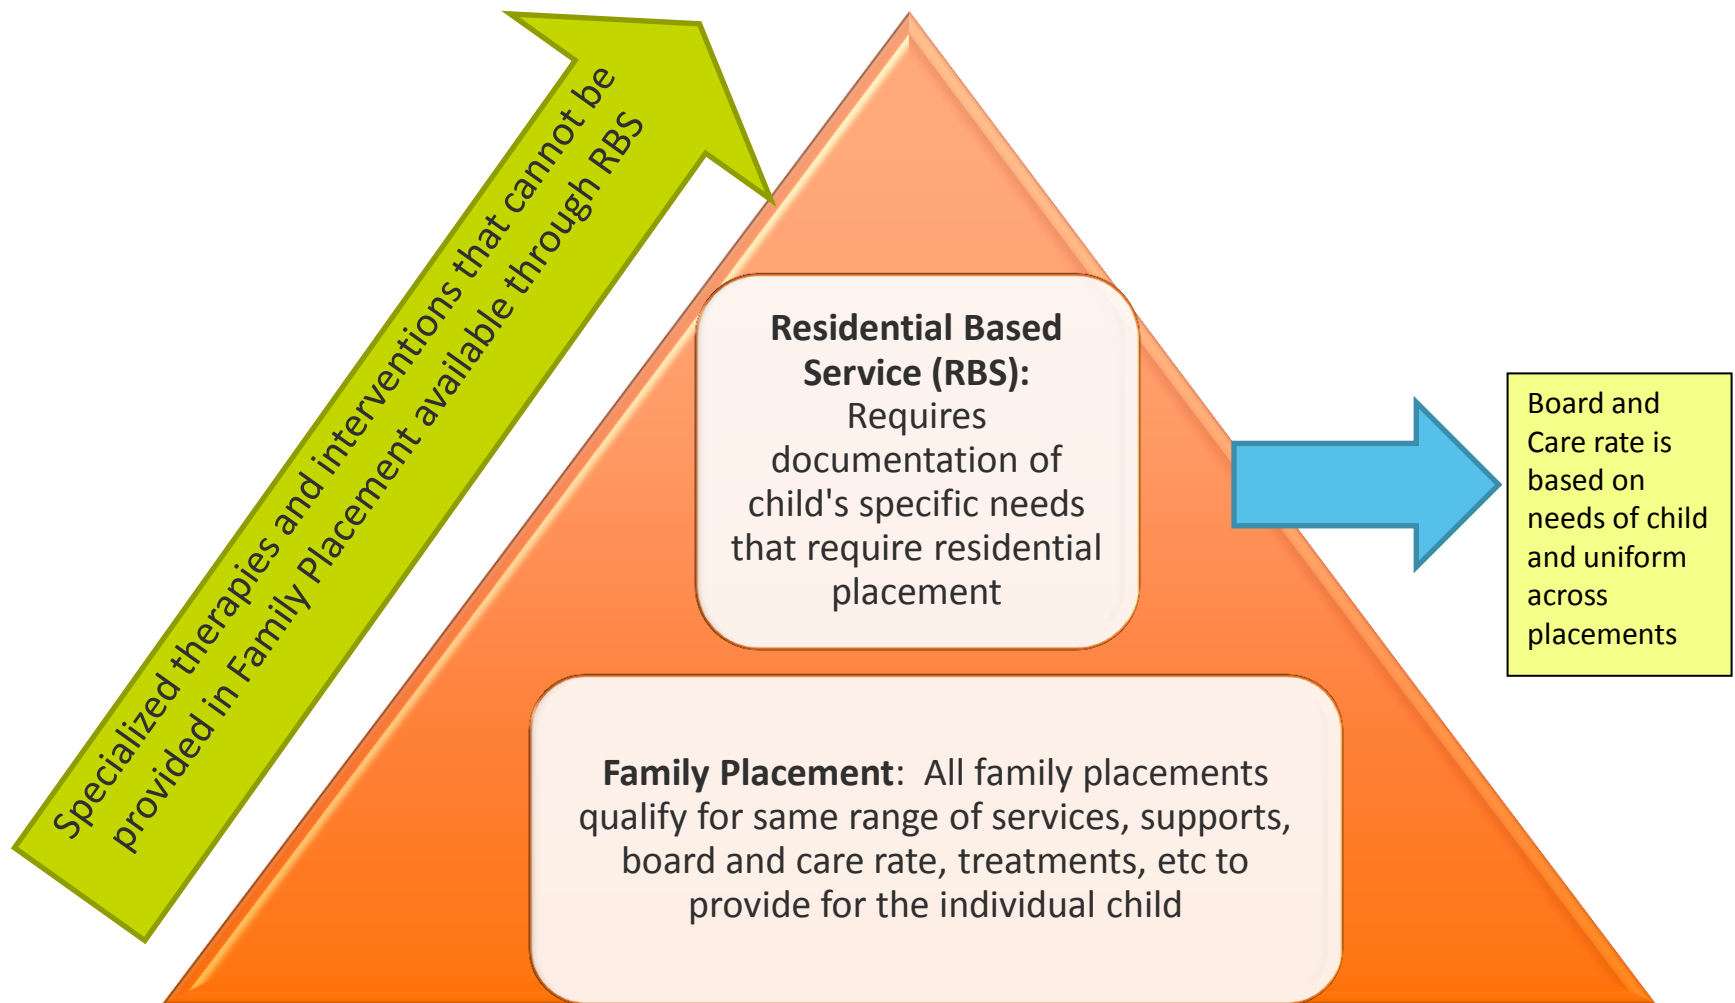 Specialized therapies and interventions that cannot be
provided in Family Placement available through RBS
Residential Based
Service (RBS):
Requires
documentation of
child's specific needs
that require residential
placement
Board and
Care rate is
based on
needs of child
and uniform
across
placements
Family Placement:  All family placements
qualify for same range of services, supports,
board and care rate, treatments, etc to
provide for the individual child